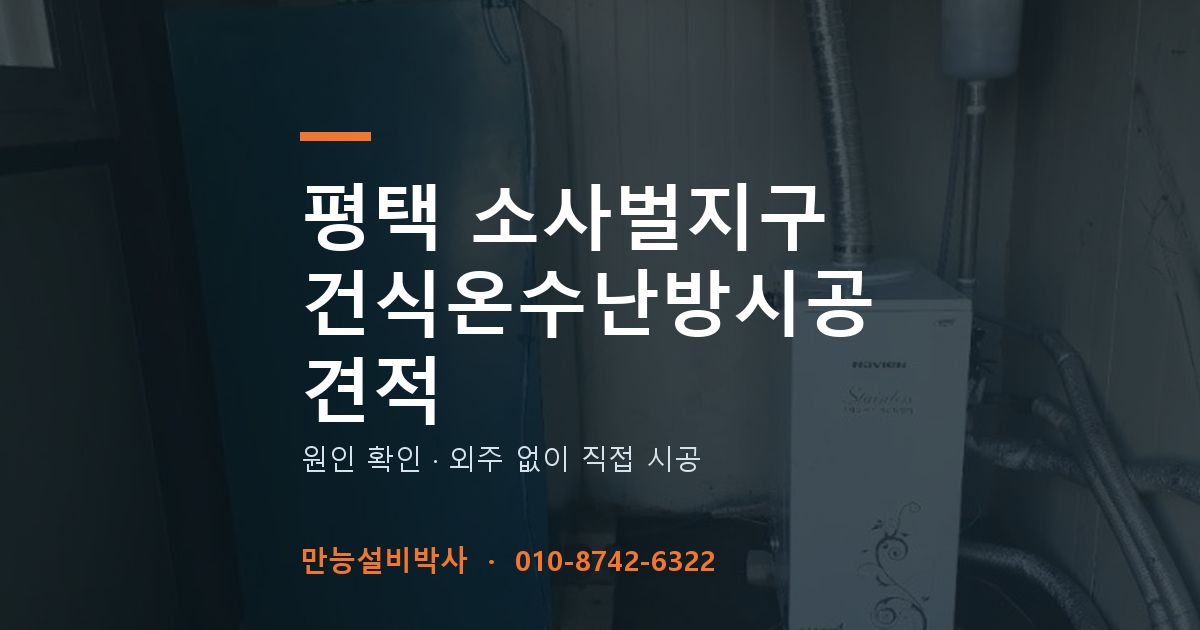 평택 소사벌지구
건식온수난방시공
견적
원인 확인 · 외주 없이 직접 시공
만능설비박사 · 010-8742-6322
NAVIEN
Stainless